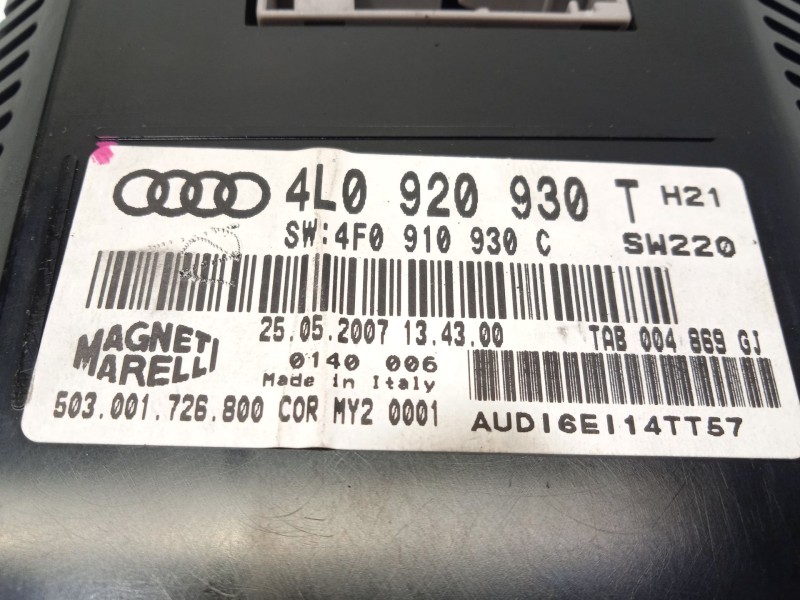 4L0 920 930 T H21
SW:4F0 910 930 C SW220
25.05.2007 13.43.00 TAB 004 869 GJ
MAGNETI
MARELLI
0140 006
Made in Italy
503.001.726.800 COR MY2 0001
AUDI6EI14TT57